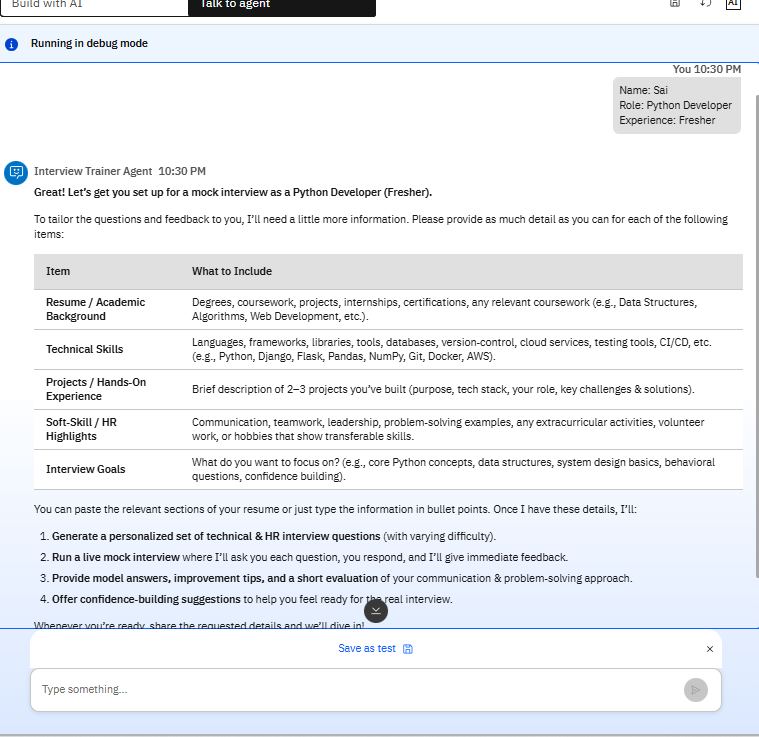 Build with AI
Talk to agent
AI
Running in debug mode
You 10:30 PM
Name: Sai
Role: Python Developer
Experience: Fresher
Interview Trainer Agent 10:30 PM
Great! Let's get you set up for a mock interview as a Python Developer (Fresher).
To tailor the questions and feedback to you, I'll need a little more information. Please provide as much detail as you can for each of the following
items:
Item What to Include
Resume / Academic
Background
Degrees, coursework, projects, internships, certifications, any relevant coursework (e.g., Data Structures,
Algorithms, Web Development, etc.).
Technical Skills
Languages, frameworks, libraries, tools, databases, version-control, cloud services, testing tools, CI/CD, etc.
(e.g., Python, Django, Flask, Pandas, NumPy, Git, Docker, AWS).
Projects / Hands-On
Experience
Brief description of 2–3 projects you've built (purpose, tech stack, your role, key challenges & solutions).
Soft-Skill / HR
Highlights
Communication, teamwork, leadership, problem-solving examples, any extracurricular activities, volunteer
work, or hobbies that show transferable skills.
Interview Goals
What do you want to focus on? (e.g., core Python concepts, data structures, system design basics, behavioral
questions, confidence building).
You can paste the relevant sections of your resume or just type the information in bullet points. Once I have these details, I'll:
1. Generate a personalized set of technical & HR interview questions (with varying difficulty).
2. Run a live mock interview where I'll ask you each question, you respond, and I'll give immediate feedback.
3. Provide model answers, improvement tips, and a short evaluation of your communication & problem-solving approach.
4. Offer confidence-building suggestions to help you feel ready for the real interview.
Whenever you're ready, share the requested details and we'll dive in!
Save as test
Type something...